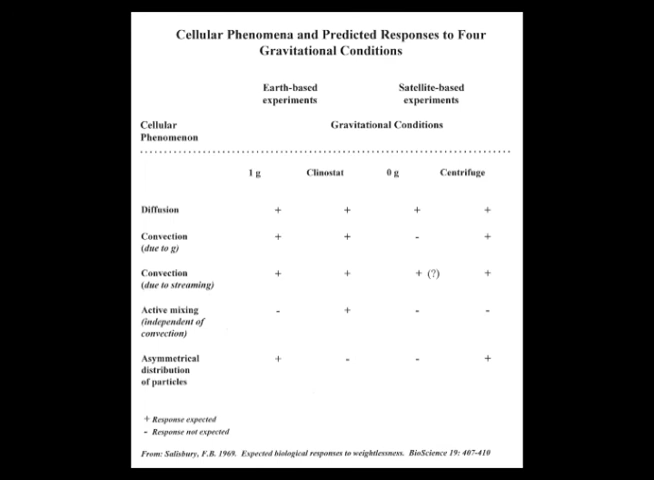 Cellular Phenomena and Predicted Responses to Four
Gravitational Conditions
Earth-based Satellite-based
experiments experiments
Cellular Gravitational Conditions
Phenomenon
1 g Clinostat 0 g Centrifuge
Diffusion + + + +
Convection + + - +
(due to g)
Convection + + + (?) +
(due to streaming)
Active mixing - + - -
(independent of
convection)
Asymmetrical + - - +
distribution
of particles
+ Response expected
- Response not expected
From: Salisbury, F.B. 1969. Expected biological responses to weightlessness. BioScience 19: 407-410